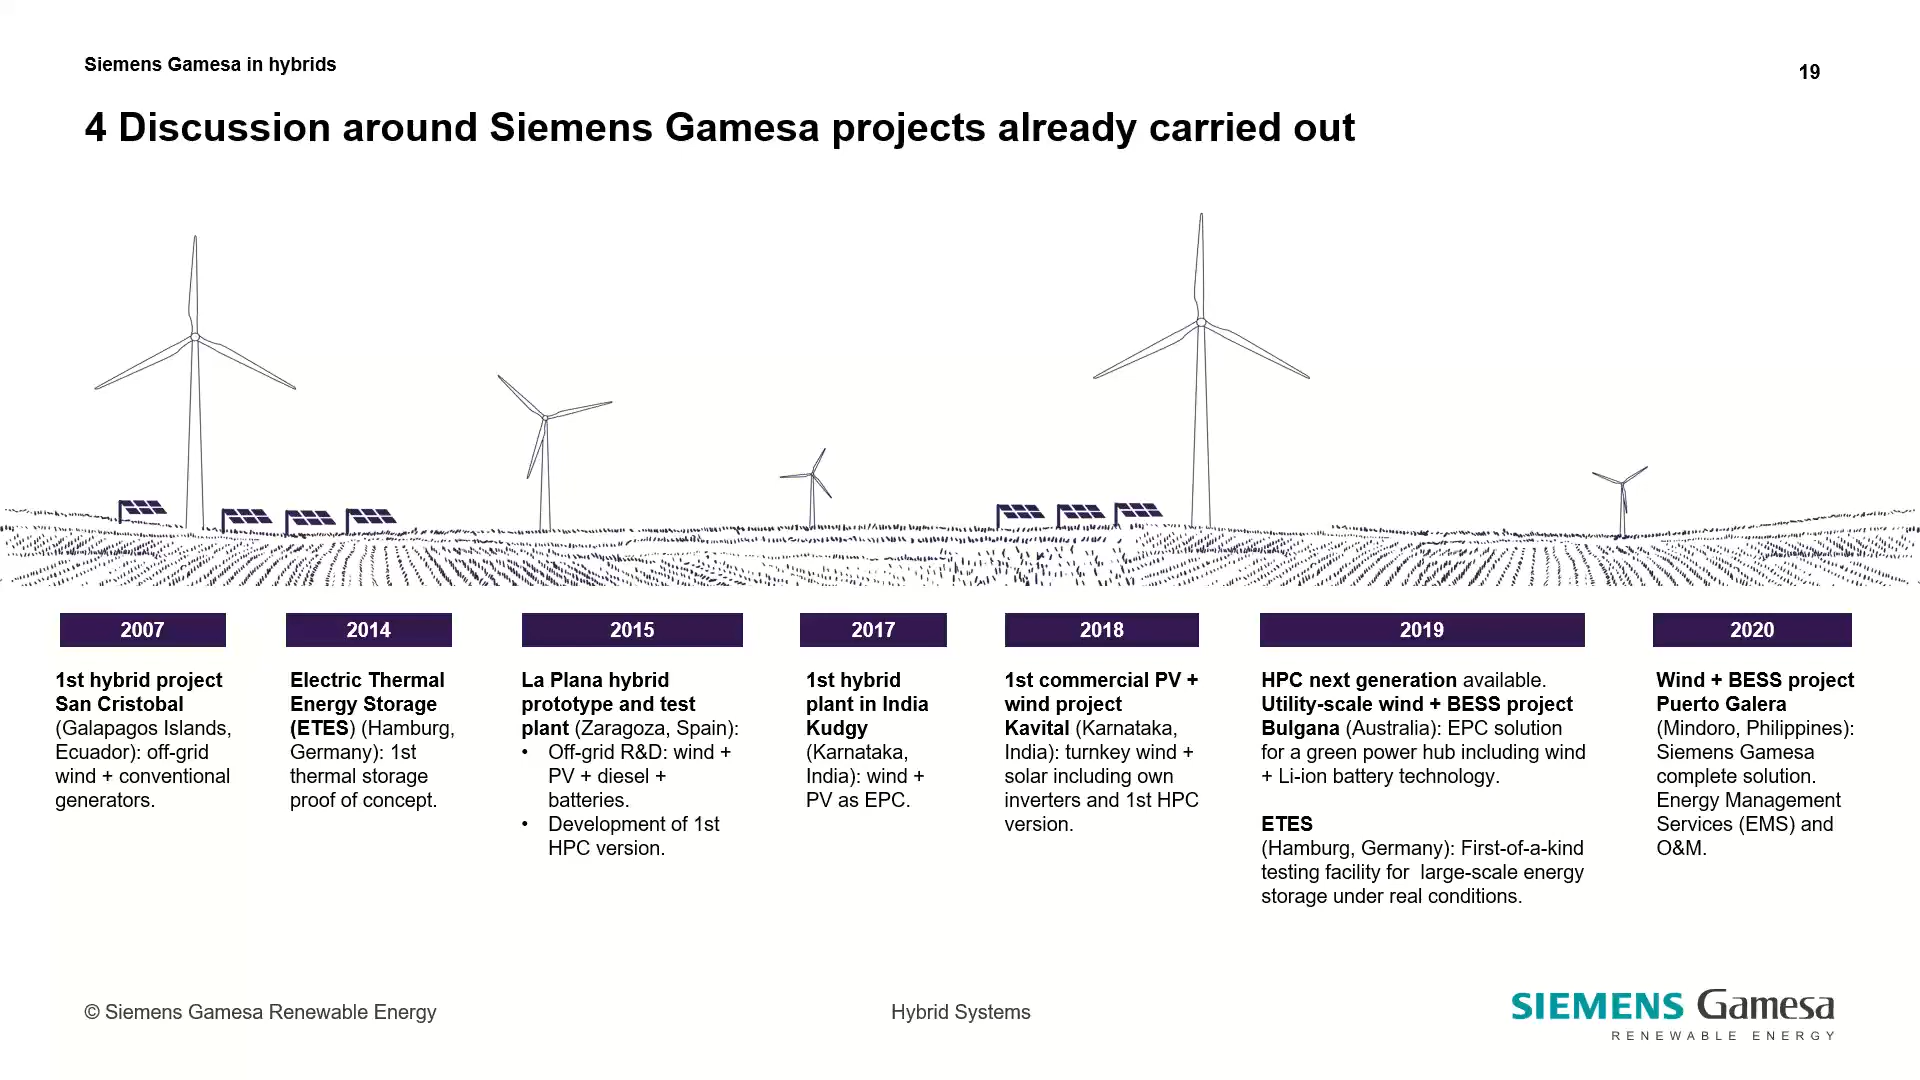 Siemens Gamesa in hybrids
19
4 Discussion around Siemens Gamesa projects already carried out
2007
1st hybrid project
San Cristobal
(Galapagos Islands,
Ecuador): off-grid
wind + conventional
generators.
2014
Electric Thermal
Energy Storage
(ETES) (Hamburg,
Germany): 1st
thermal storage
proof of concept.
2015
La Plana hybrid
prototype and test
plant (Zaragoza, Spain):
• Off-grid R&D: wind +
PV + diesel +
batteries.
• Development of 1st
HPC version.
2017
1st hybrid
plant in India
Kudgy
(Karnataka,
India): wind +
PV as EPC.
2018
1st commercial PV +
wind project
Kavital (Karnataka,
India): turnkey wind +
solar including own
inverters and 1st HPC
version.
2019
HPC next generation available.
Utility-scale wind + BESS project
Bulgana (Australia): EPC solution
for a green power hub including wind
+ Li-ion battery technology.
ETES
(Hamburg, Germany): First-of-a-kind
testing facility for large-scale energy
storage under real conditions.
2020
Wind + BESS project
Puerto Galera
(Mindoro, Philippines):
Siemens Gamesa
complete solution.
Energy Management
Services (EMS) and
O&M.
© Siemens Gamesa Renewable Energy
Hybrid Systems
SIEMENS Gamesa
RENEWABLE ENERGY